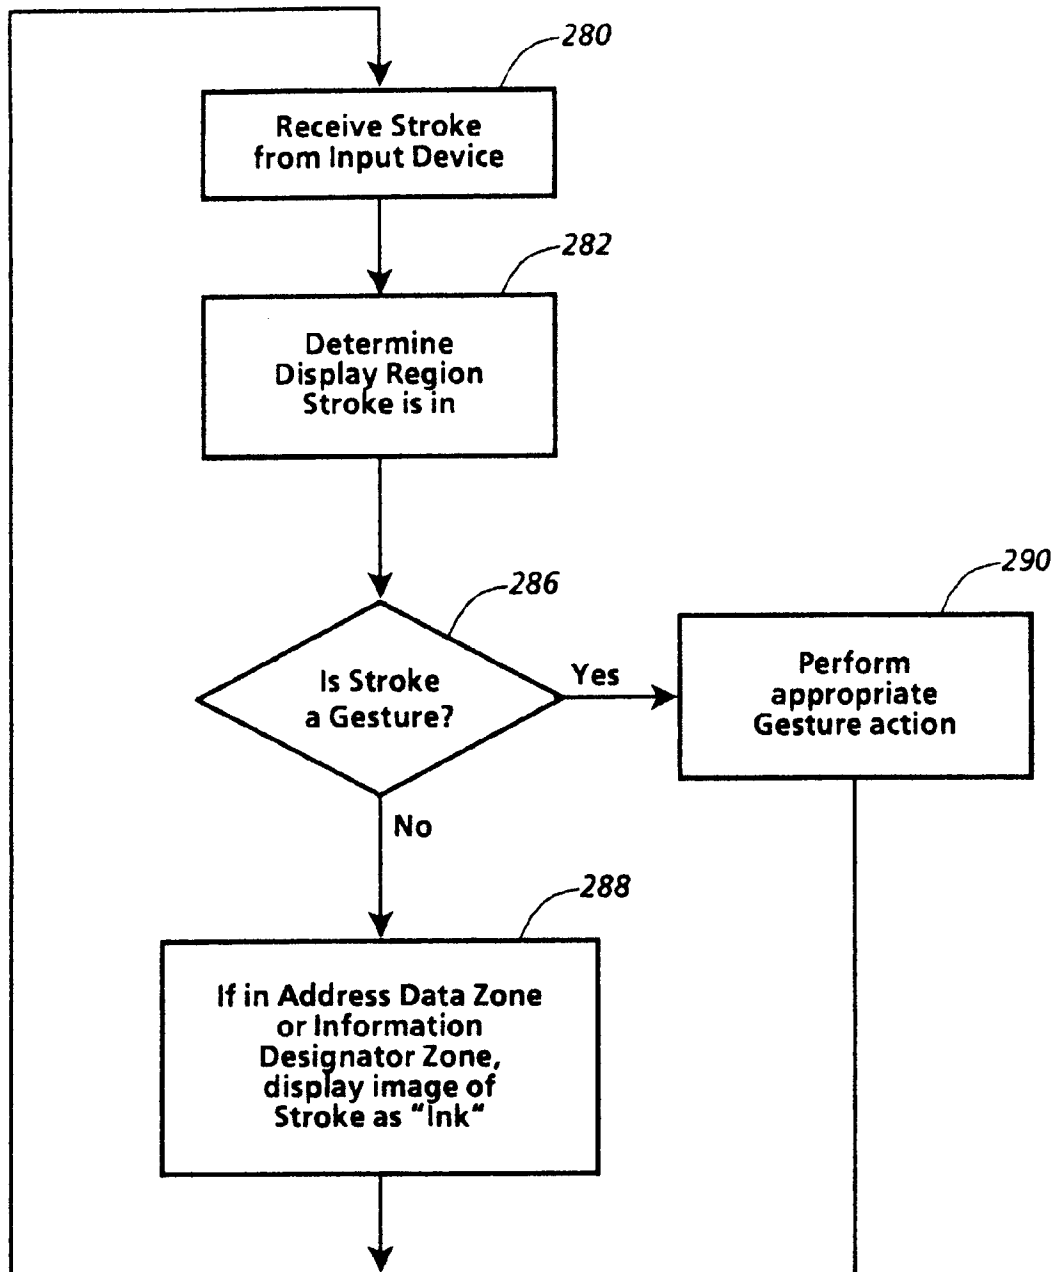 280
Receive Stroke
from Input Device
282
Determine
Display Region
Stroke is in
286
Is Stroke
a Gesture?
Yes
290
Perform
appropriate
Gesture action
No
288
If in Address Data Zone
or Information
Designator Zone,
display image of
Stroke as "Ink"